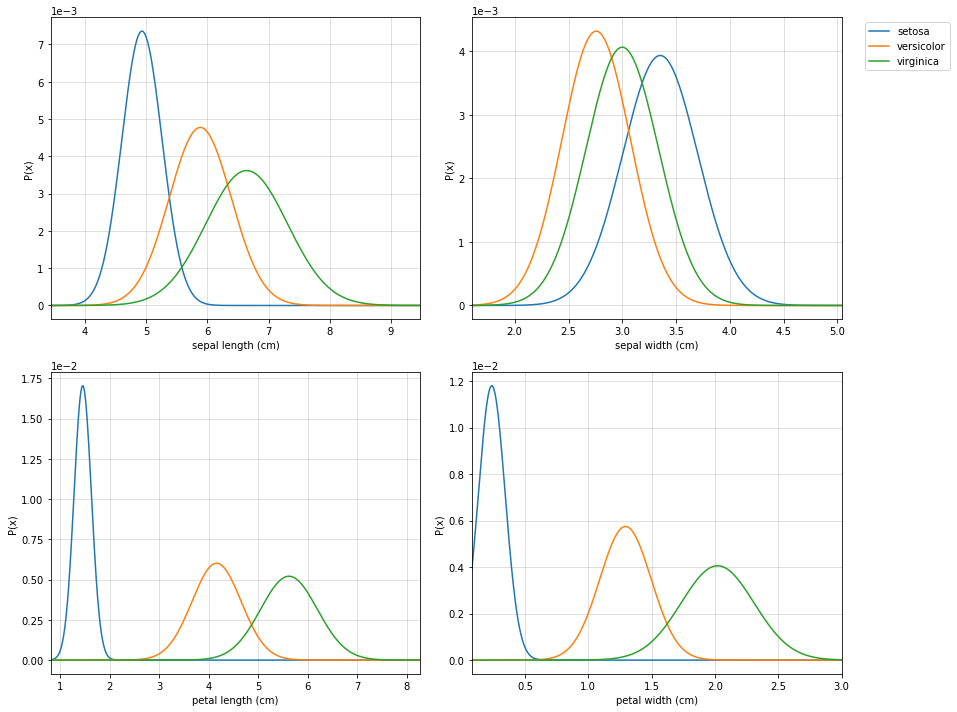 1e−3
7
6
5
4
3
2
1
0
P(x)
4 5 6 7 8 9
sepal length (cm)
1e−3
4
3
2
1
0
P(x)
2.0 2.5 3.0 3.5 4.0 4.5 5.0
sepal width (cm)
setosa
versicolor
virginica
1e−2
1.75
1.50
1.25
1.00
0.75
0.50
0.25
0.00
P(x)
1 2 3 4 5 6 7 8
petal length (cm)
1e−2
1.2
1.0
0.8
0.6
0.4
0.2
0.0
P(x)
0.5 1.0 1.5 2.0 2.5 3.0
petal width (cm)